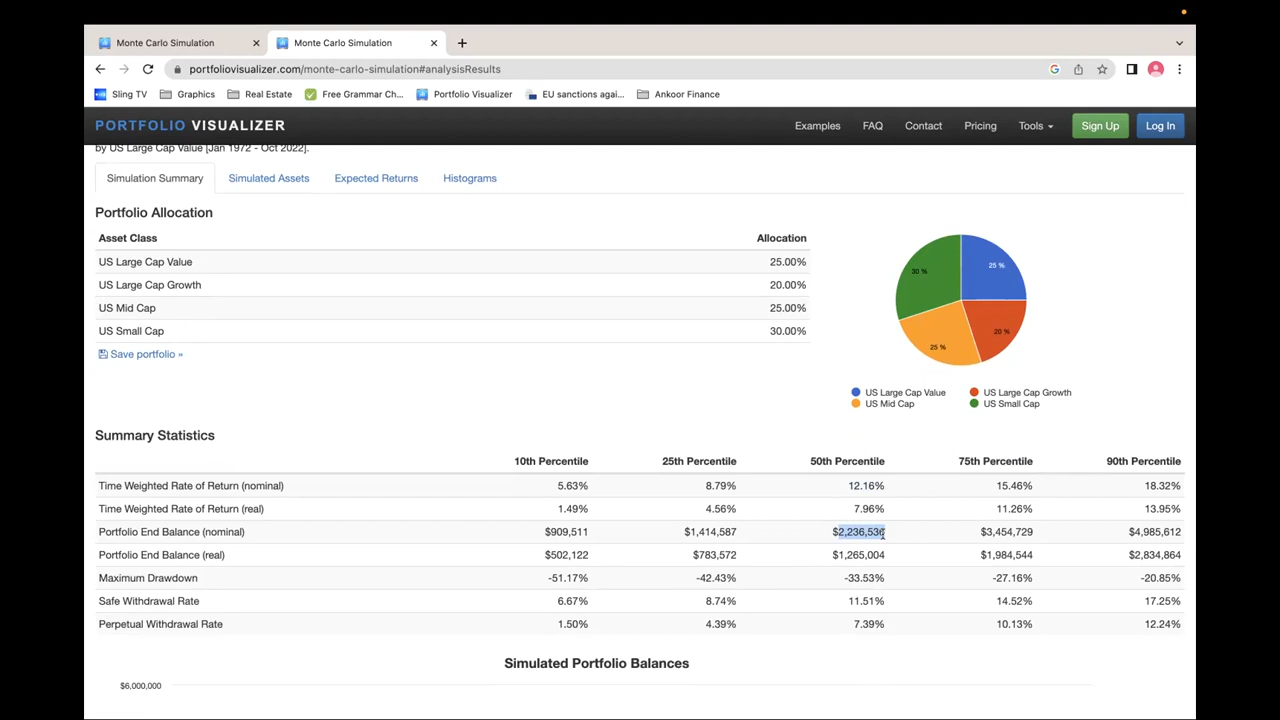 Monte Carlo Simulation
Monte Carlo Simulation
portfoliovisualizer.com/monte-carlo-simulation#analysisResults
Sling TV Graphics Real Estate Free Grammar Ch... Portfolio Visualizer EU sanctions agai... Ankoor Finance
PORTFOLIO VISUALIZER Examples FAQ Contact Pricing Tools Sign Up Log In
by US Large Cap Value [Jan 1972 - Oct 2022].
Simulation Summary Simulated Assets Expected Returns Histograms
Portfolio Allocation
Asset Class Allocation
US Large Cap Value 25.00%
US Large Cap Growth 20.00%
US Mid Cap 25.00%
US Small Cap 30.00%
Save portfolio »
30 % 25 %
25 % 20 %
US Large Cap Value US Large Cap Growth
US Mid Cap US Small Cap
Summary Statistics
10th Percentile 25th Percentile 50th Percentile 75th Percentile 90th Percentile
Time Weighted Rate of Return (nominal) 5.63% 8.79% 12.16% 15.46% 18.32%
Time Weighted Rate of Return (real) 1.49% 4.56% 7.96% 11.26% 13.95%
Portfolio End Balance (nominal) $909,511 $1,414,587 $2,236,536 $3,454,729 $4,985,612
Portfolio End Balance (real) $502,122 $783,572 $1,265,004 $1,984,544 $2,834,864
Maximum Drawdown -51.17% -42.43% -33.53% -27.16% -20.85%
Safe Withdrawal Rate 6.67% 8.74% 11.51% 14.52% 17.25%
Perpetual Withdrawal Rate 1.50% 4.39% 7.39% 10.13% 12.24%
Simulated Portfolio Balances
$6,000,000